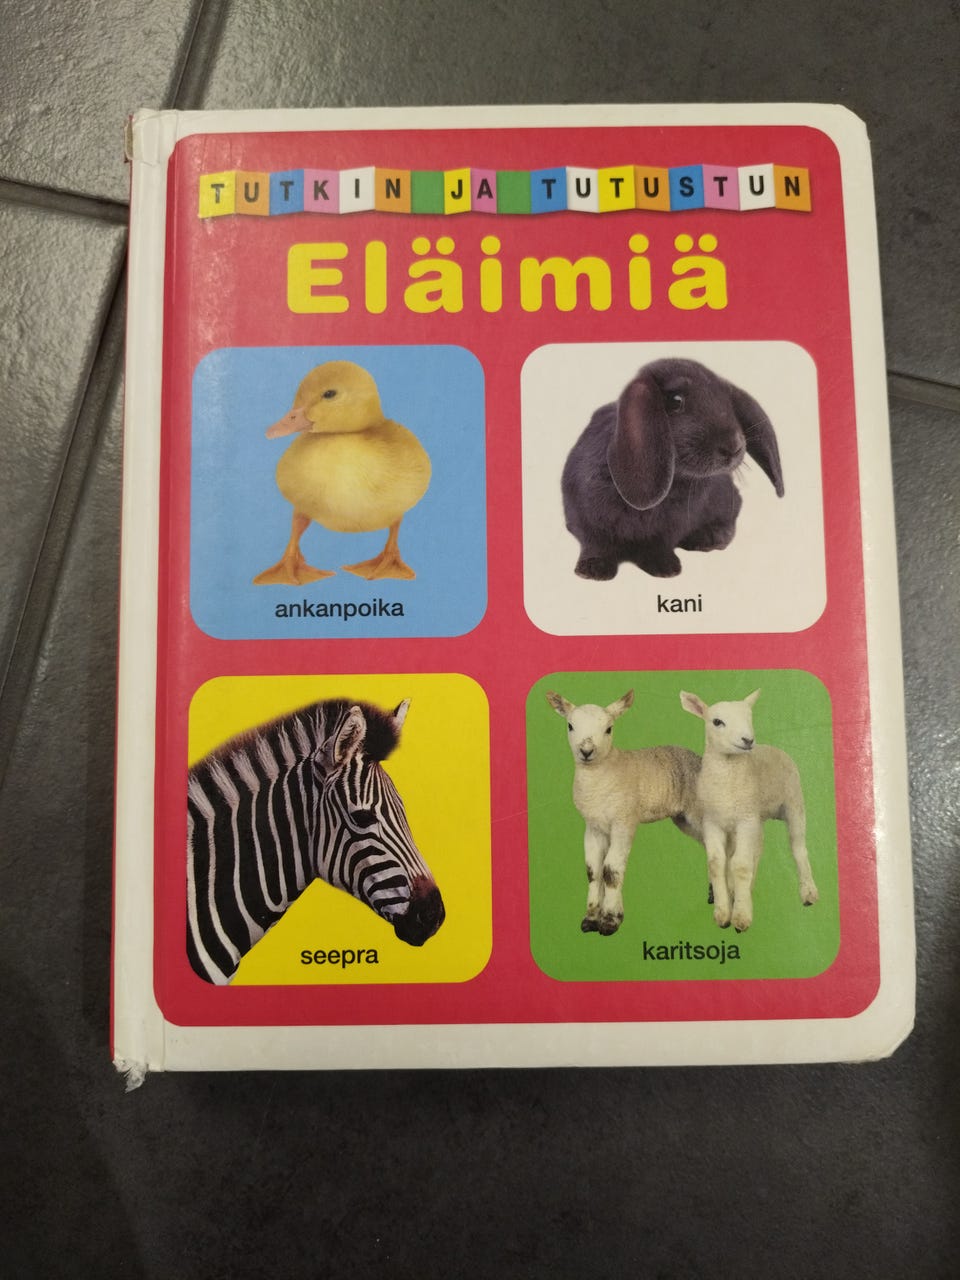 TUTKIN JA TUTUSTUN
Eläimiä
ankanpoika
kani
seepra
karitsoja